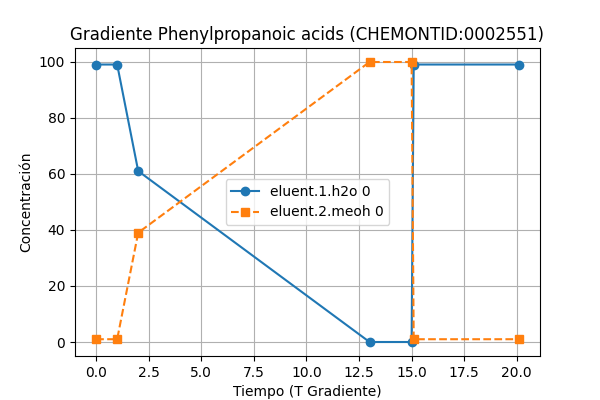 Gradiente Phenylpropanoic acids (CHEMONTID:0002551)
Concentración
100
80
60
40
20
0
eluent.1.h2o 0
eluent.2.meoh 0
0.0 2.5 5.0 7.5 10.0 12.5 15.0 17.5 20.0
Tiempo (T Gradiente)